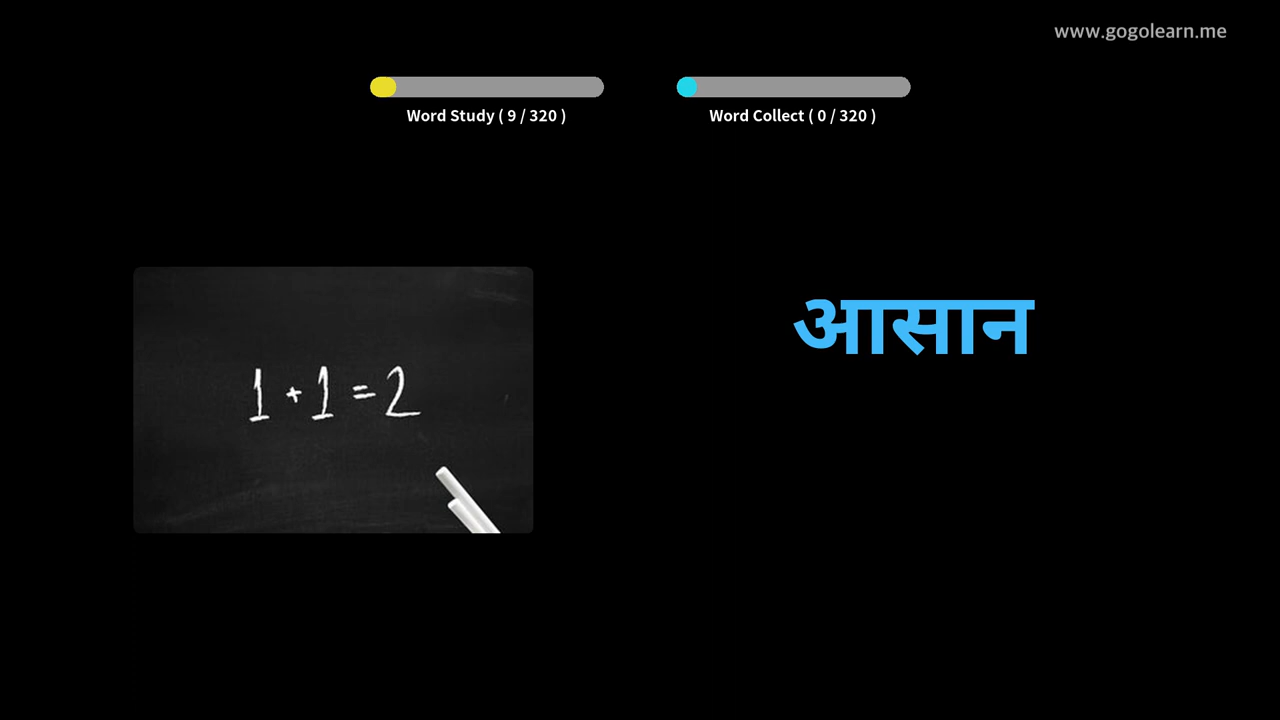 www.gogolearn.me
Word Study ( 9 / 320 )
Word Collect ( 0 / 320 )
आसान
1 + 1 = 2